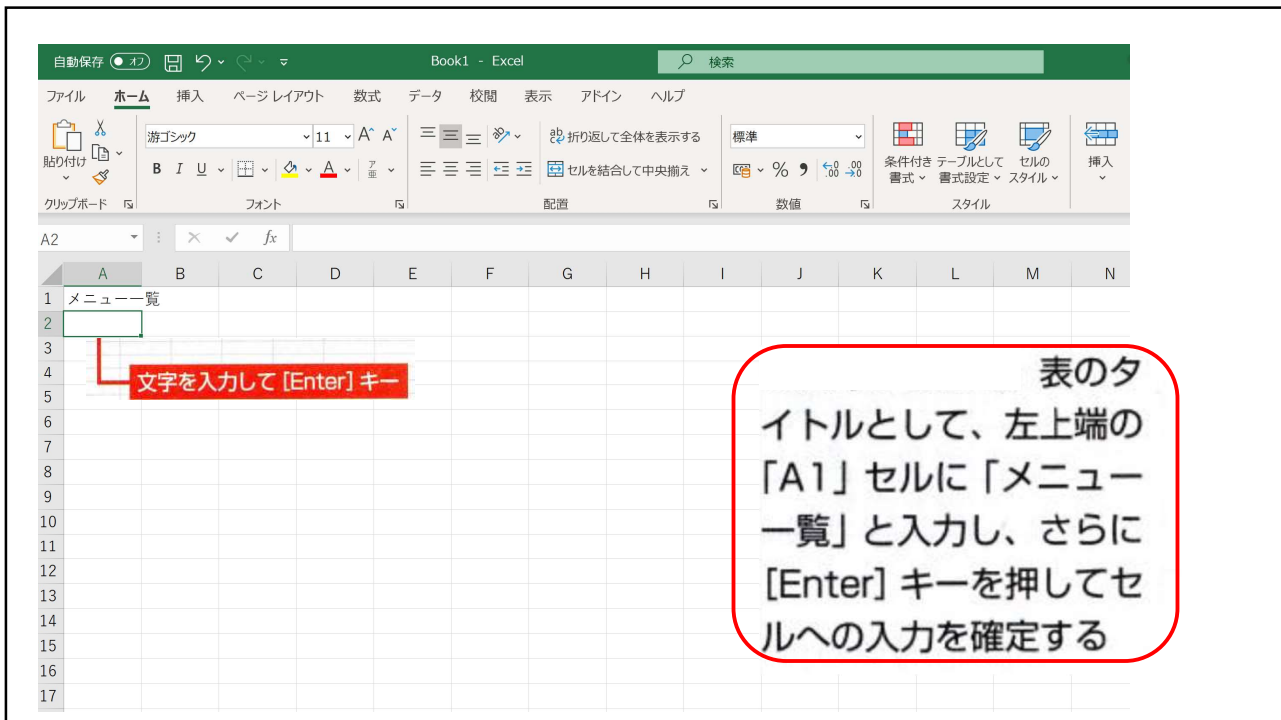 自動保存 オフ Book1 - Excel 検索
ファイル ホーム 挿入 ページ レイアウト 数式 データ 校閲 表示 アドイン ヘルプ
貼り付け 游ゴシック 11 A^ A˅ ab 折り返して全体を表示する 標準 条件付き書式 テーブルとして書式設定 セルのスタイル 挿入
B I U A ア亜 セルを結合して中央揃え % 9 .00
クリップボード フォント 配置 数値 スタイル
A2 fx
A B C D E F G H I J K L M N
1 メニュー一覧
2
3
4
5
文字を入力して [Enter] キー
6
7
8
9
10
11
12
13
14
15
16
17
表のタ
イトルとして、左上端の
「A1」セルに「メニュー
一覧」と入力し、さらに
[Enter] キーを押してセ
ルへの入力を確定する